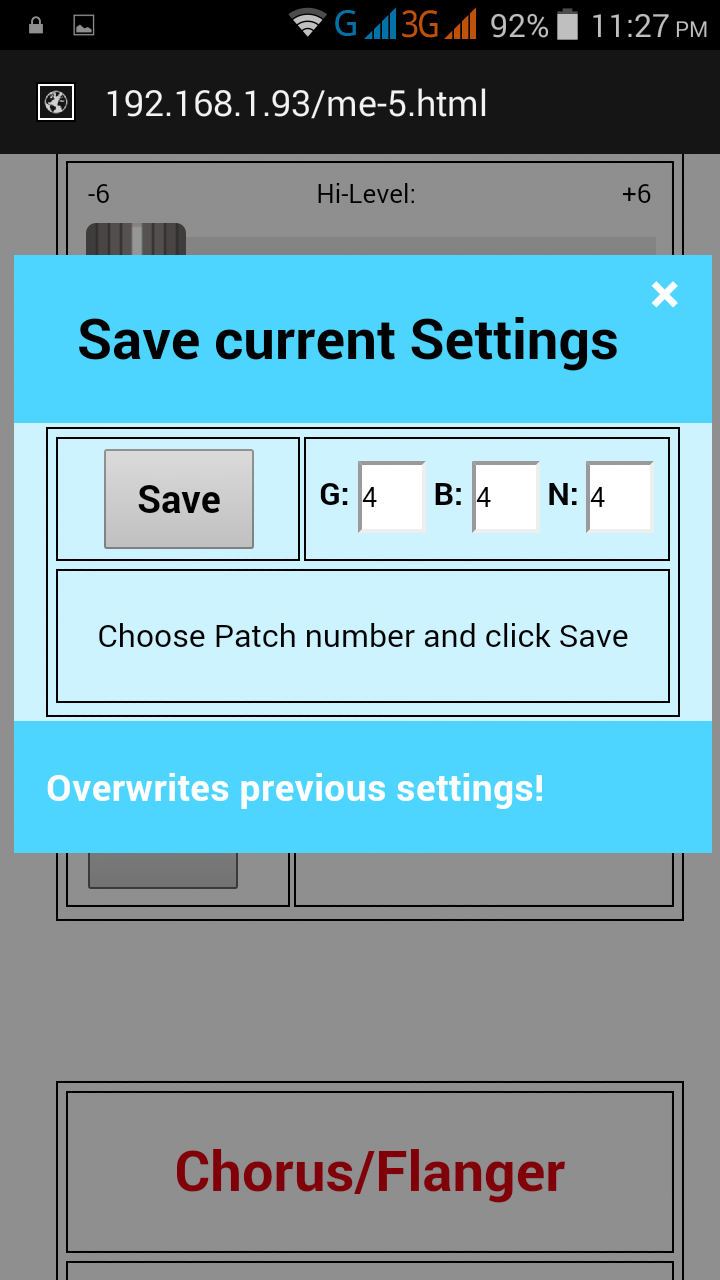 G 3G 92% 11:27 PM
192.168.1.93/me-5.html
-6 Hi-Level: +6
×
Save current Settings
Save G: 4 B: 4 N: 4
Choose Patch number and click Save
Overwrites previous settings!
Chorus/Flanger